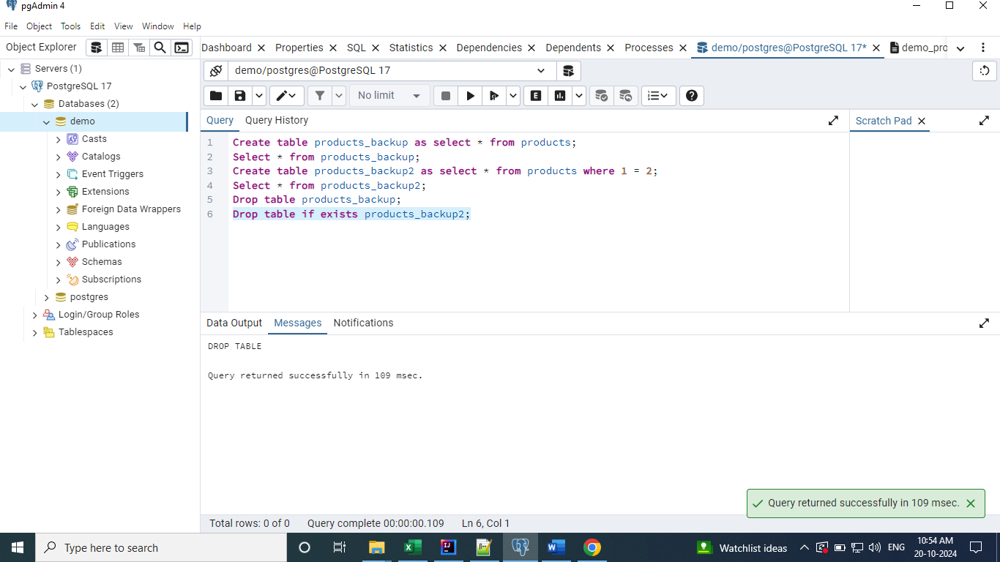 pgAdmin 4
File Object Tools Edit View Window Help
Object Explorer
Dashboard Properties SQL Statistics Dependencies Dependents Processes demo/postgres@PostgreSQL 17* demo_pro
Servers (1)
PostgreSQL 17
Databases (2)
demo
Casts
Catalogs
Event Triggers
Extensions
Foreign Data Wrappers
Languages
Publications
Schemas
Subscriptions
postgres
Login/Group Roles
Tablespaces
demo/postgres@PostgreSQL 17
No limit
E
Query Query History
Scratch Pad
1 Create table products_backup as select * from products;
2 Select * from products_backup;
3 Create table products_backup2 as select * from products where 1 = 2;
4 Select * from products_backup2;
5 Drop table products_backup;
6 Drop table if exists products_backup2;
Data Output Messages Notifications
DROP TABLE
Query returned successfully in 109 msec.
Query returned successfully in 109 msec.
Total rows: 0 of 0 Query complete 00:00:00.109 Ln 6, Col 1
Type here to search
Watchlist ideas
ENG
10:54 AM
20-10-2024